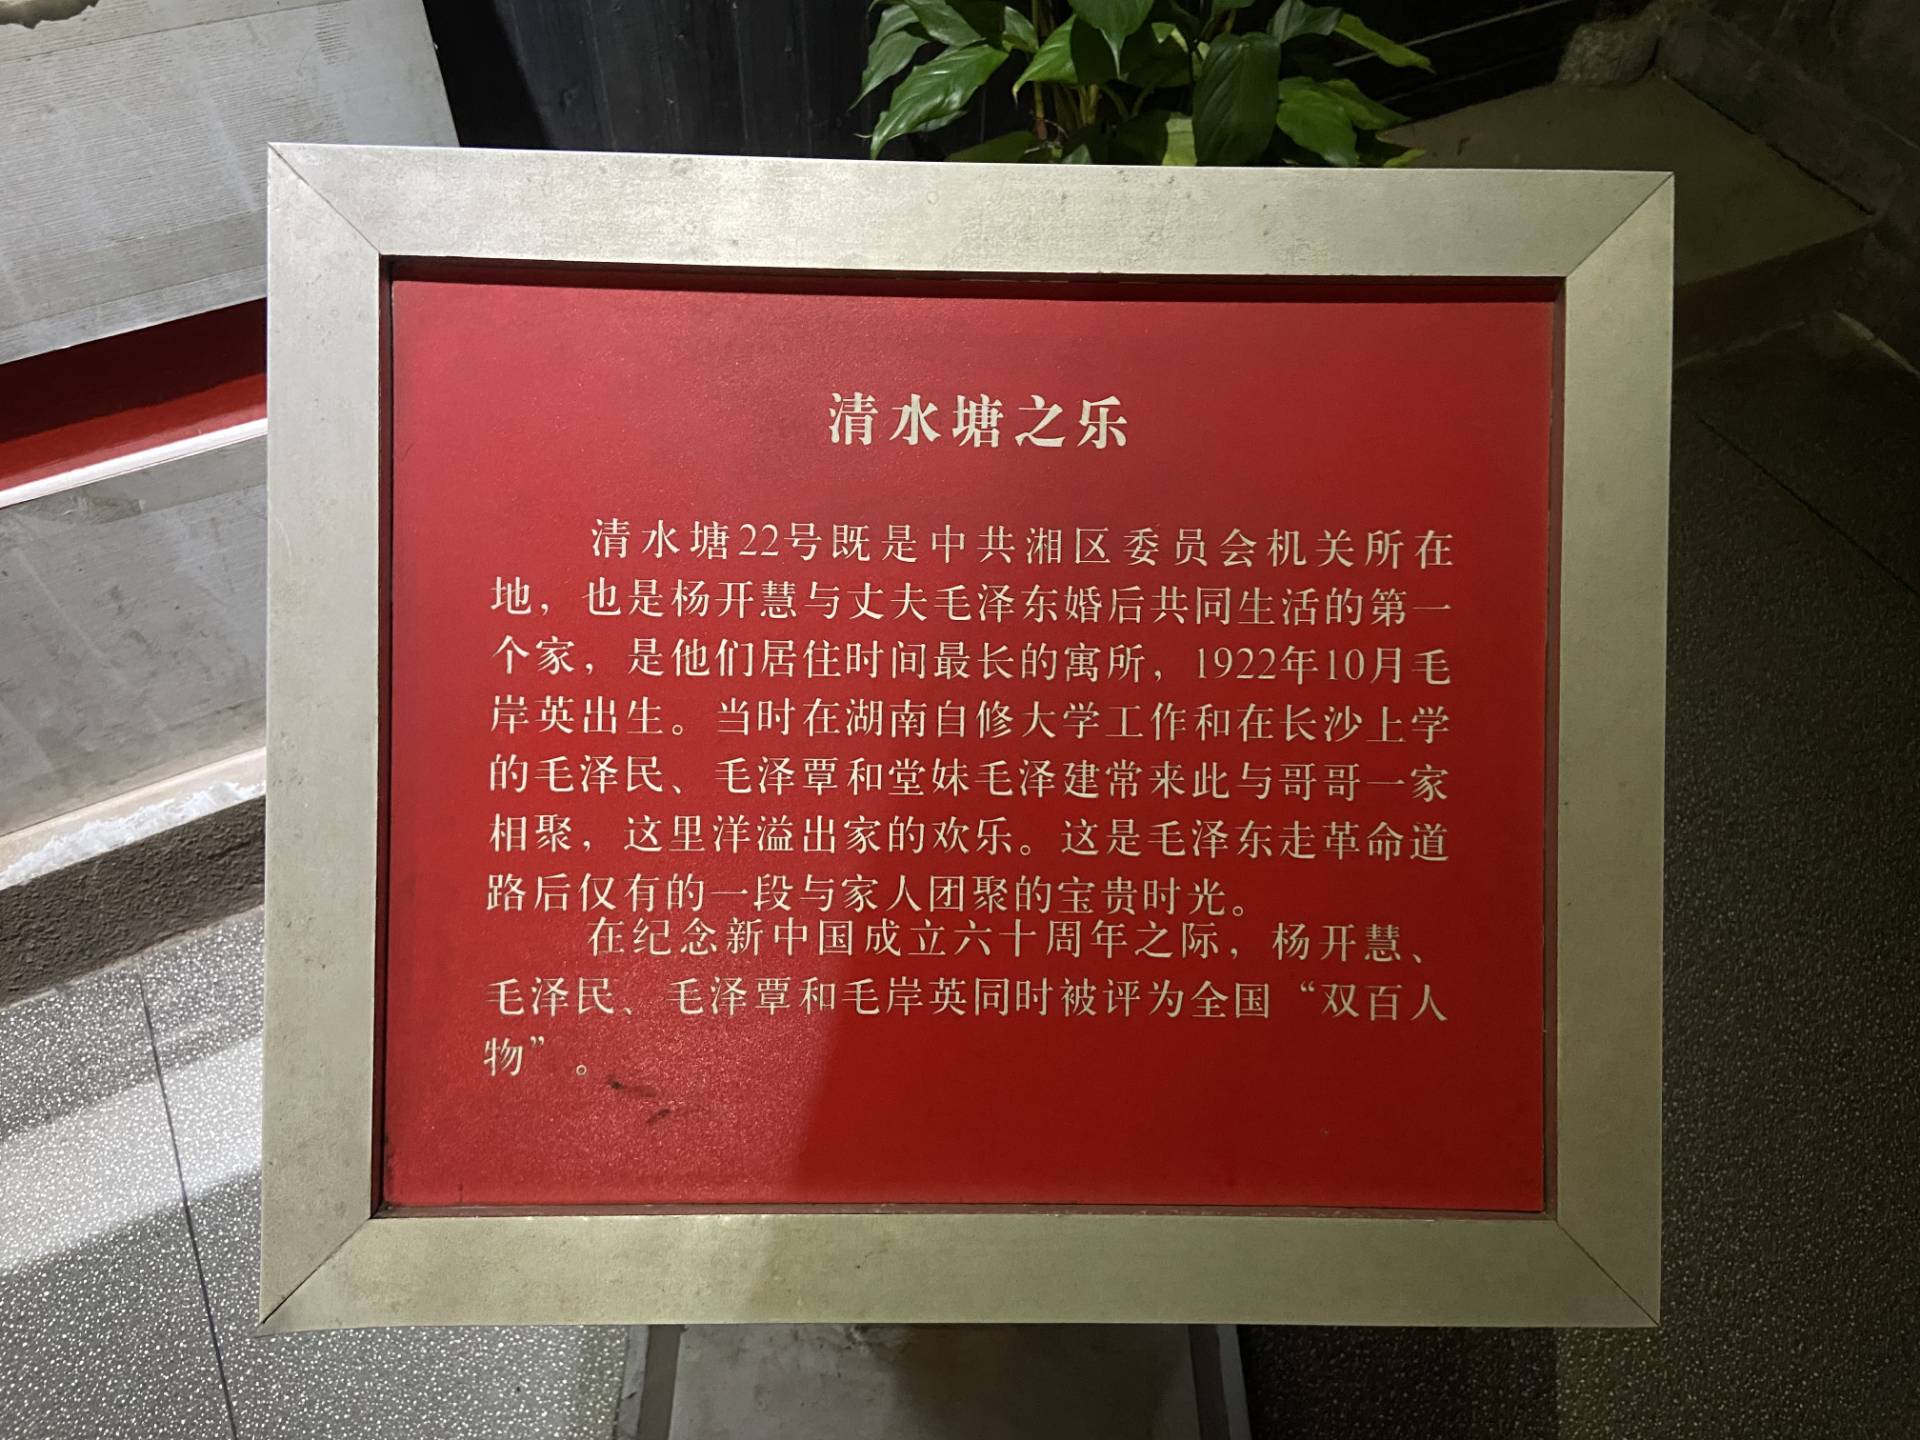 清水塘之乐
清水塘22号既是中共湘区委员会机关所在
地，也是杨开慧与丈夫毛泽东婚后共同生活的第一
个家，是他们居住时间最长的寓所，1922年10月毛
岸英出生。当时在湖南自修大学工作和在长沙上学
的毛泽民、毛泽覃和堂妹毛泽建常来此与哥哥一家
相聚，这里洋溢出家的欢乐。这是毛泽东走革命道
路后仅有的一段与家人团聚的宝贵时光。
在纪念新中国成立六十周年之际，杨开慧、
毛泽民、毛泽覃和毛岸英同时被评为全国“双百人
物”。